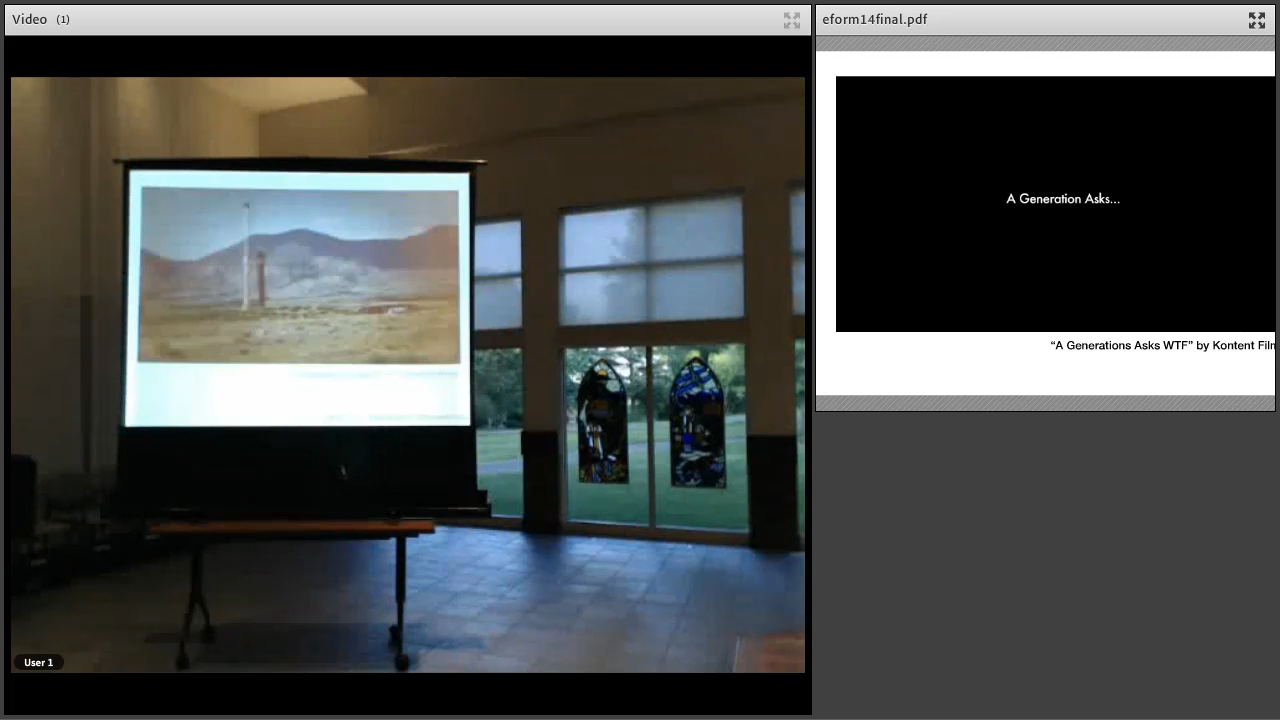 Video (1)
eform14final.pdf
A Generation Asks...
“A Generations Asks WTF” by Kontent Film
User 1